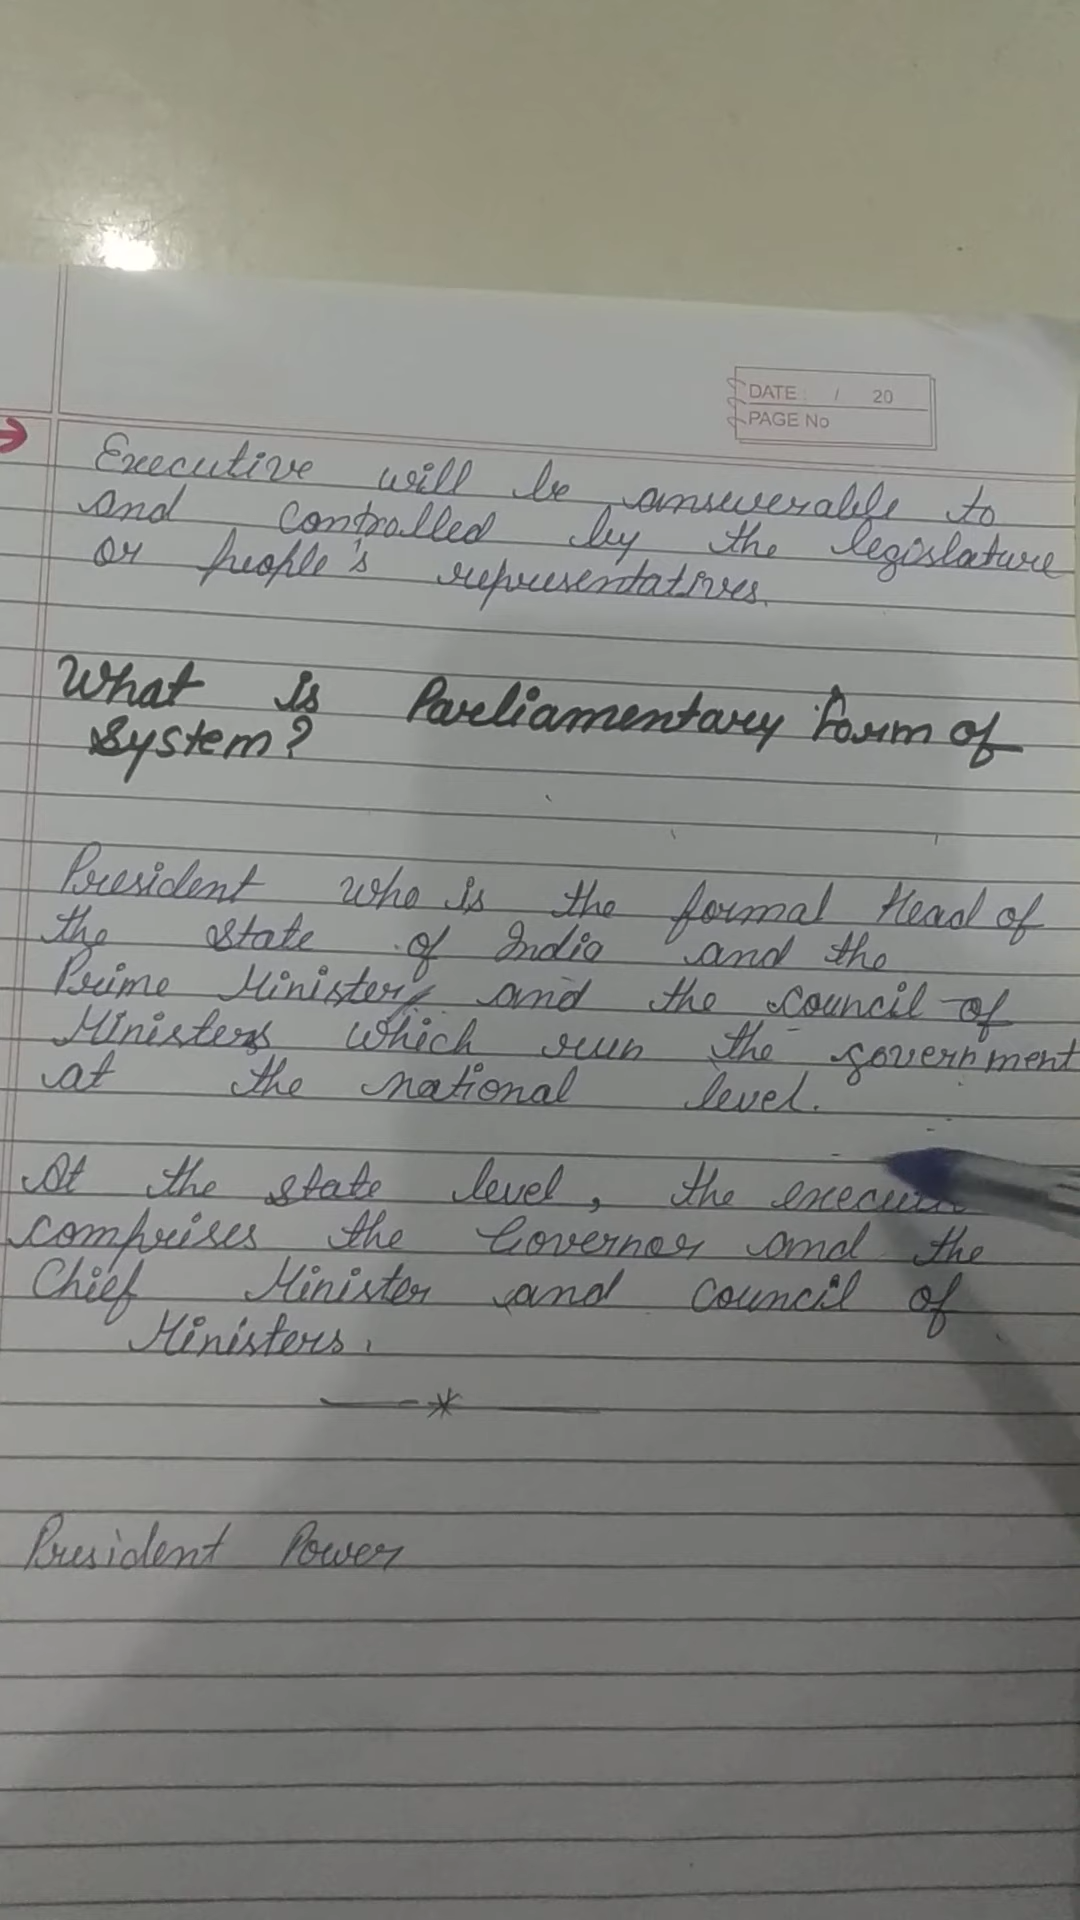 DATE : / 20
PAGE No
Executive will be answerable to
and controlled by the legislature
or people's representatives.
What is Parliamentary form of
System?
President who is the formal Head of
the state of India and the
Prime Minister, and the council of
Ministers which run the government
at the national level.
At the state level, the
comprises the Governor and the
Chief Minister and council of
Ministers.
President Power